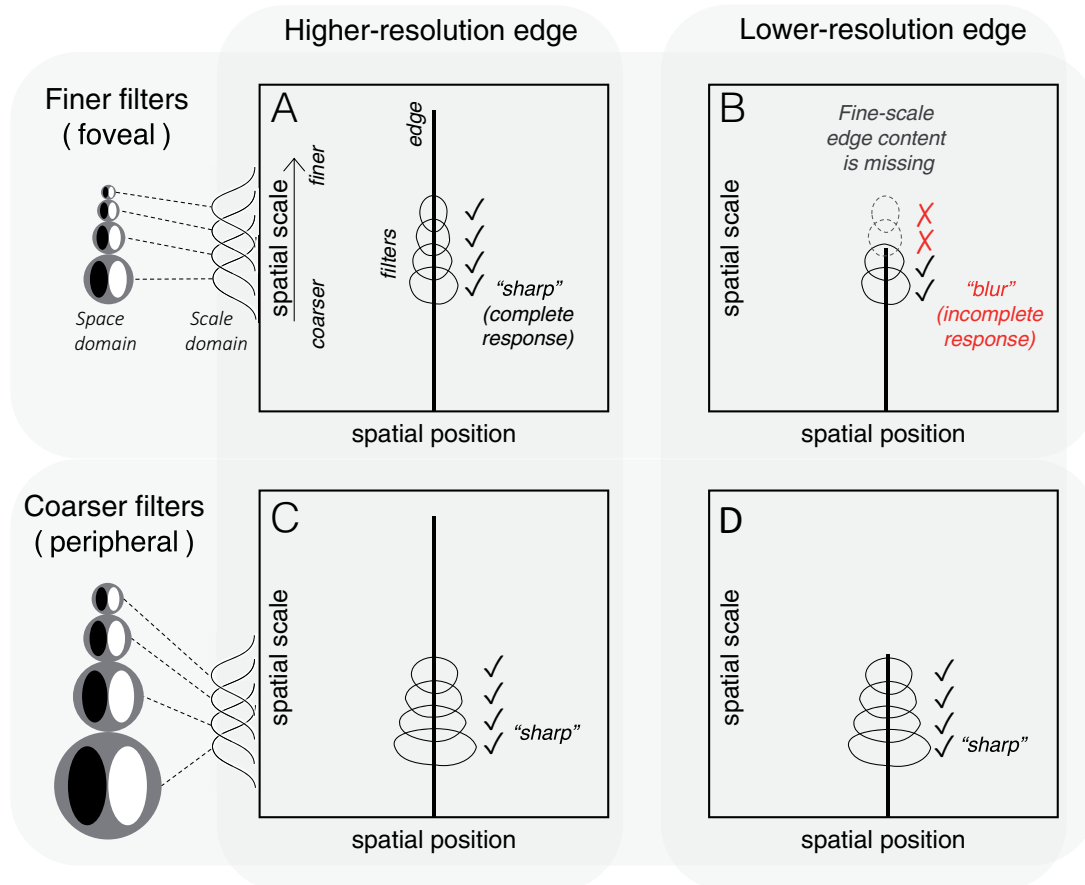 Higher-resolution edge
Lower-resolution edge
Finer filters
( foveal )
Space
domain
Scale
domain
A
edge
finer
spatial scale
coarser
filters
✓
✓
✓
✓
“sharp”
(complete
response)
spatial position
B
Fine-scale
edge content
is missing
spatial scale
✗
✗
✓
✓
“blur”
(incomplete
response)
spatial position
Coarser filters
( peripheral )
C
spatial scale
✓
✓
✓
✓
“sharp”
spatial position
D
spatial scale
✓
✓
✓
✓
“sharp”
spatial position